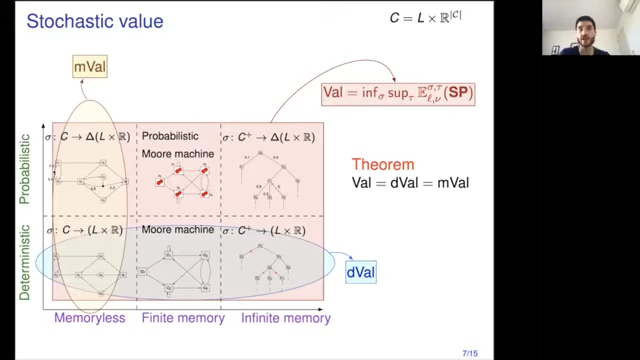 Stochastic value
C = L × ℝ^|𝒞|
mVal
Val = inf_σ sup_τ 𝔼^{σ,τ}_{ℓ,ν}(SP)
Probabilistic
σ: C → Δ(L × ℝ)
Probabilistic
Moore machine
σ: C⁺ → Δ(L × ℝ)
Theorem
Val = dVal = mVal
Deterministic
σ: C → (L × ℝ)
Moore machine
σ: C⁺ → (L × ℝ)
dVal
Memoryless
Finite memory
Infinite memory
7/15